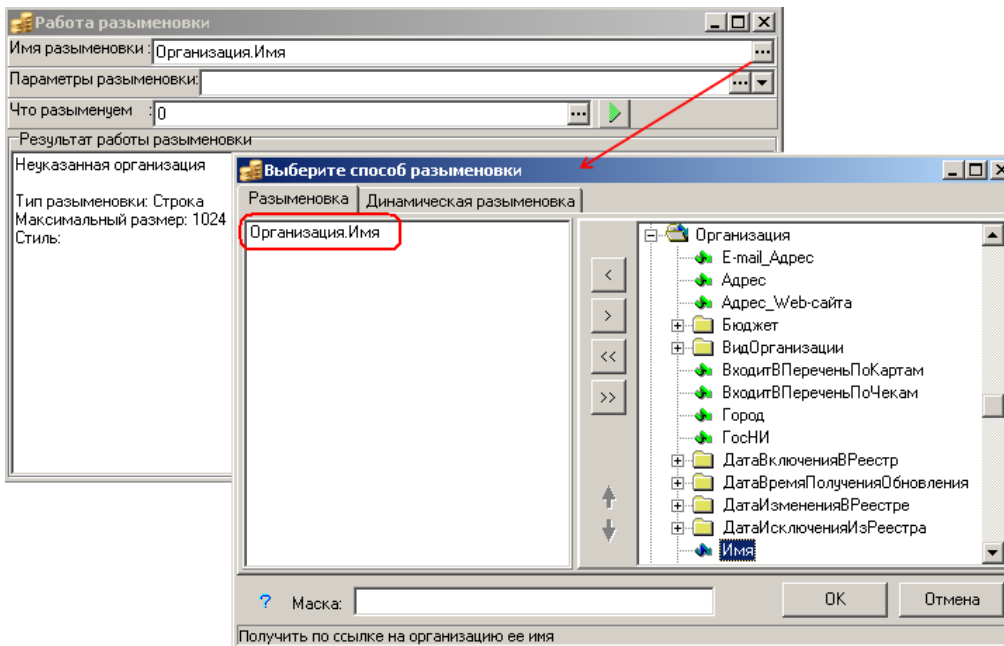 Работа разыменовки
Имя разыменовки : Организация.Имя
Параметры разыменовки:
Что разыменуем : 0
Результат работы разыменовки
Неуказанная организация
Тип разыменовки: Строка
Максимальный размер: 1024
Стиль:
Выберите способ разыменовки
Разыменовка Динамическая разыменовка
Организация.Имя
<
>
<<
>>
Организация
E-mail_Адрес
Адрес
Адрес_Web-сайта
Бюджет
ВидОрганизации
ВходитВПереченьПоКартам
ВходитВПереченьПоЧекам
Город
ГосНИ
ДатаВключенияВРеестр
ДатаВремяПолученияОбновления
ДатаИзмененияВРеестре
ДатаИсключенияИзРеестра
Имя
? Маска: OK Отмена
Получить по ссылке на организацию ее имя